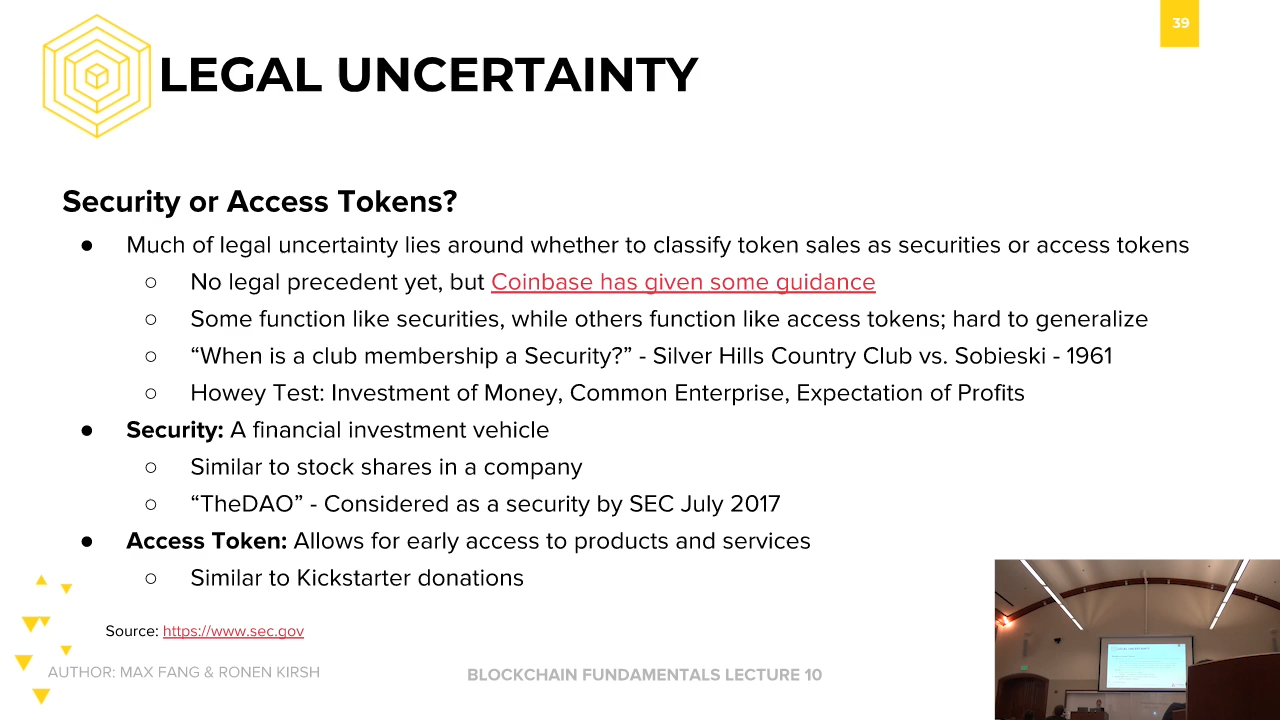 39
LEGAL UNCERTAINTY
Security or Access Tokens?
● Much of legal uncertainty lies around whether to classify token sales as securities or access tokens
○ No legal precedent yet, but Coinbase has given some guidance
○ Some function like securities, while others function like access tokens; hard to generalize
○ “When is a club membership a Security?” - Silver Hills Country Club vs. Sobieski - 1961
○ Howey Test: Investment of Money, Common Enterprise, Expectation of Profits
● Security: A financial investment vehicle
○ Similar to stock shares in a company
○ “TheDAO” - Considered as a security by SEC July 2017
● Access Token: Allows for early access to products and services
○ Similar to Kickstarter donations
Source: https://www.sec.gov
AUTHOR: MAX FANG & RONEN KIRSH
BLOCKCHAIN FUNDAMENTALS LECTURE 10